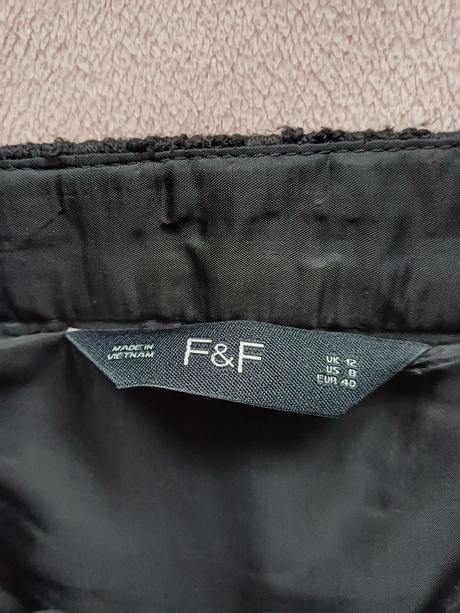 MADE IN
VIETNAM
F&F
UK 12
US 8
EUR 40